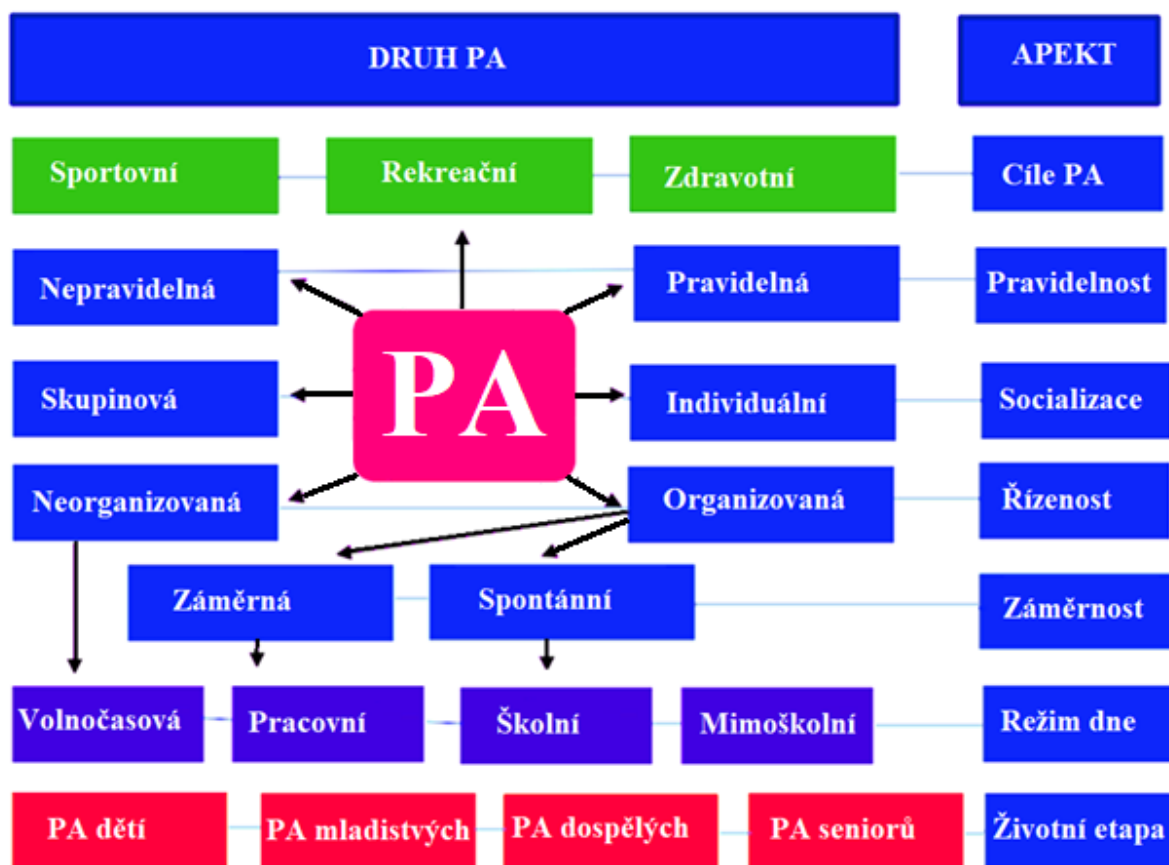 DRUH PA
APEKT
Sportovní
Rekreační
Zdravotní
Cíle PA
Nepravidelná
Pravidelná
Pravidelnost
PA
Skupinová
Individuální
Socializace
Neorganizovaná
Organizovaná
Řízenost
Záměrná
Spontánní
Záměrnost
Volnočasová
Pracovní
Školní
Mimoškolní
Režim dne
PA dětí
PA mladistvých
PA dospělých
PA seniorů
Životní etapa